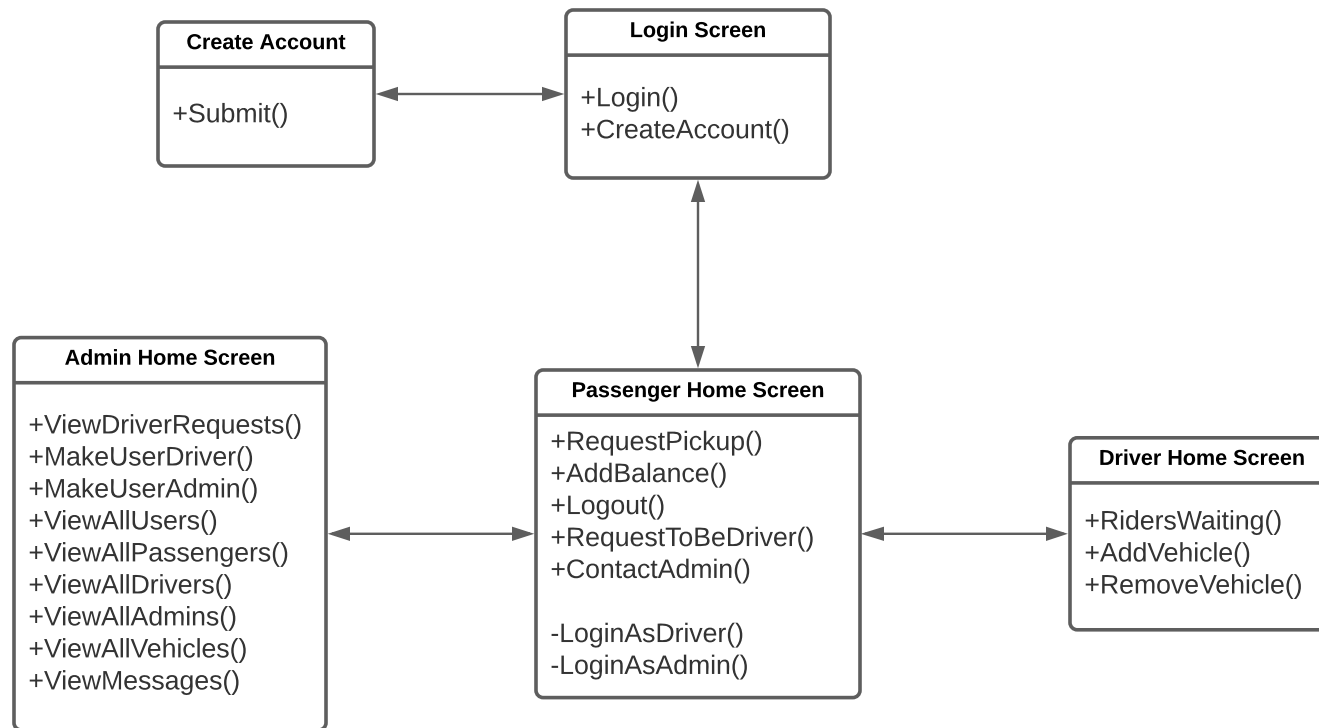 Create Account
+Submit()
Login Screen
+Login()
+CreateAccount()
Admin Home Screen
+ViewDriverRequests()
+MakeUserDriver()
+MakeUserAdmin()
+ViewAllUsers()
+ViewAllPassengers()
+ViewAllDrivers()
+ViewAllAdmins()
+ViewAllVehicles()
+ViewMessages()
Passenger Home Screen
+RequestPickup()
+AddBalance()
+Logout()
+RequestToBeDriver()
+ContactAdmin()
-LoginAsDriver()
-LoginAsAdmin()
Driver Home Screen
+RidersWaiting()
+AddVehicle()
+RemoveVehicle()